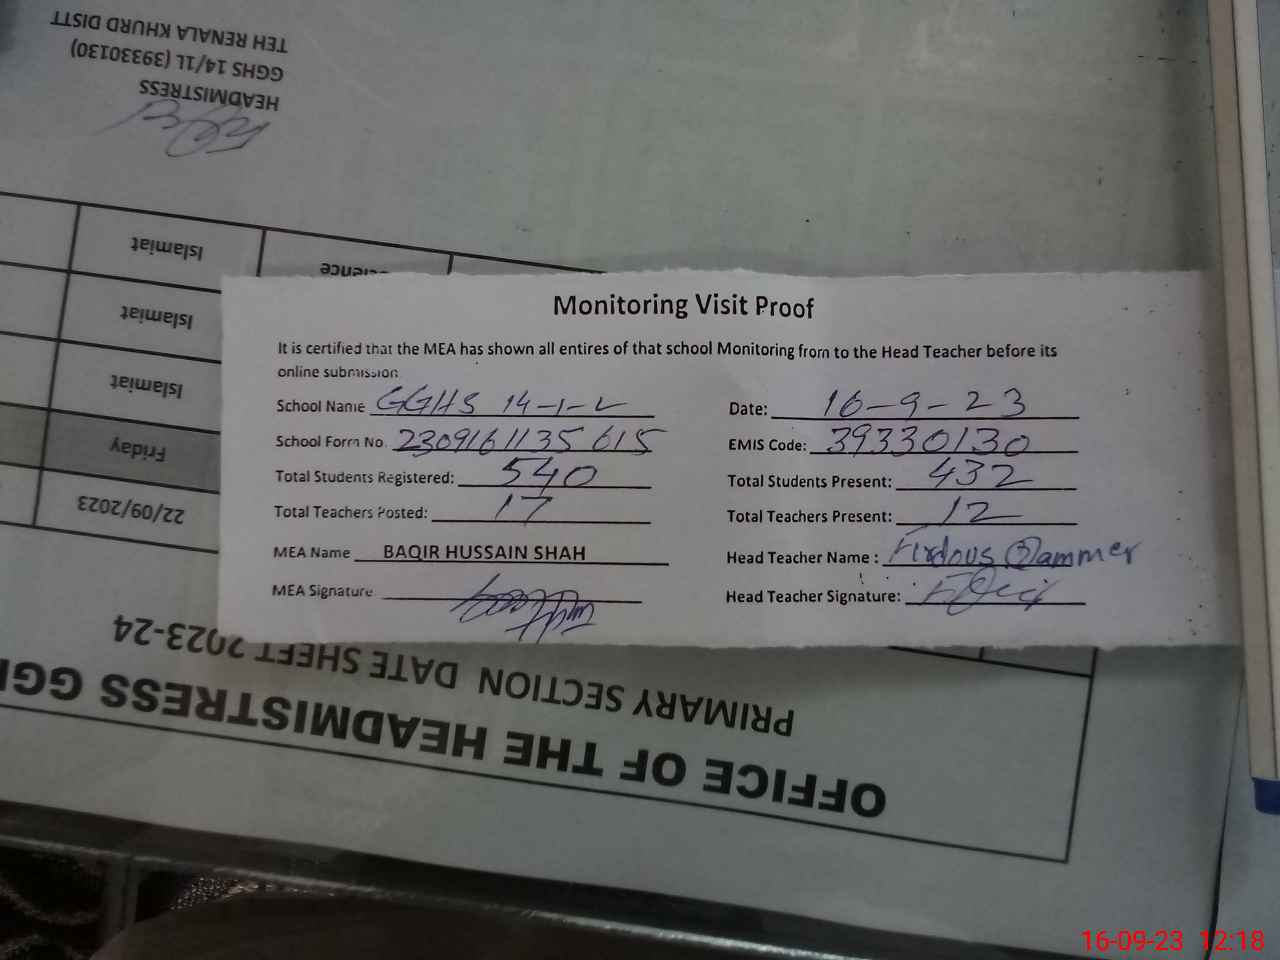 Monitoring Visit Proof
It is certified that the MEA has shown all entires of that school Monitoring from to the Head Teacher before its
online submission
School Name GGHS 14-1-L Date: 16-9-23
School Form No. 2309161135615 EMIS Code: 39330130
Total Students Registered: 540 Total Students Present: 432
Total Teachers Posted: 17 Total Teachers Present: 12
MEA Name BAQIR HUSSAIN SHAH Head Teacher Name : Firdous
MEA Signature Head Teacher Signature:
OFFICE OF THE HEADMISTRESS
PRIMARY SECTION DATE SHEET 2023-24
22/09/2023
Friday
Islamiat
Islamiat
Islamiat
HEADMISTRESS
GGHS 14/1L (39330130)
TEH RENALA KHURD DISTT
16-09-23 12:18